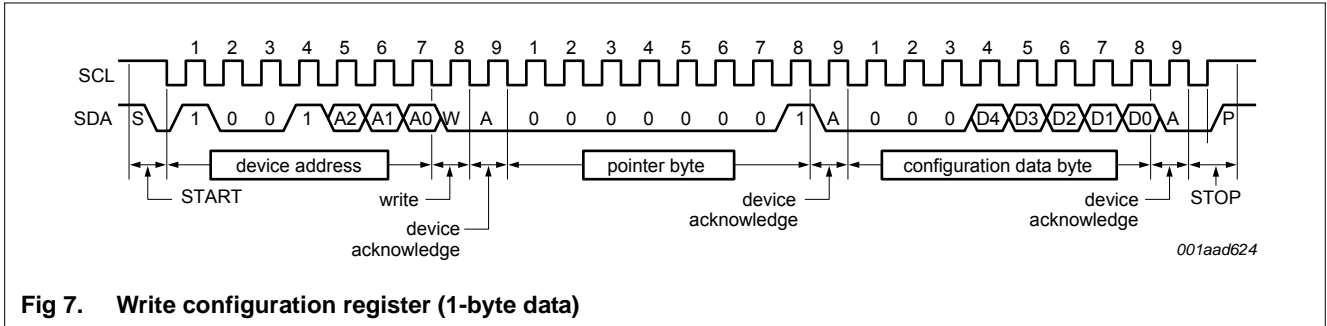 1 2 3 4 5 6 7 8 9 1 2 3 4 5 6 7 8 9 1 2 3 4 5 6 7 8 9
SCL
SDA S 1 0 0 1 A2 A1 A0 W A 0 0 0 0 0 0 0 1 A 0 0 0 D4 D3 D2 D1 D0 A P
device address pointer byte configuration data byte
START write device device STOP
device acknowledge acknowledge
acknowledge
001aad624
Fig 7. Write configuration register (1-byte data)